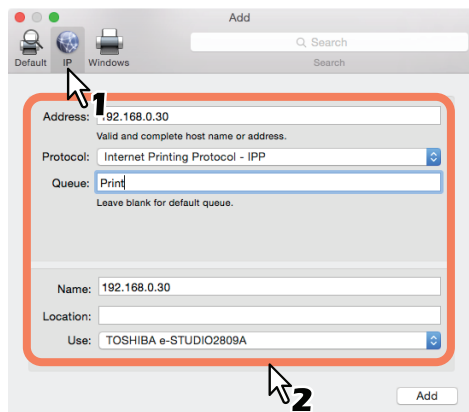 Add
Search
Default IP Windows Search
1
Address: 192.168.0.30
Valid and complete host name or address.
Protocol: Internet Printing Protocol - IPP
Queue: Print
Leave blank for default queue.
Name: 192.168.0.30
Location:
Use: TOSHIBA e-STUDIO2809A
2
Add